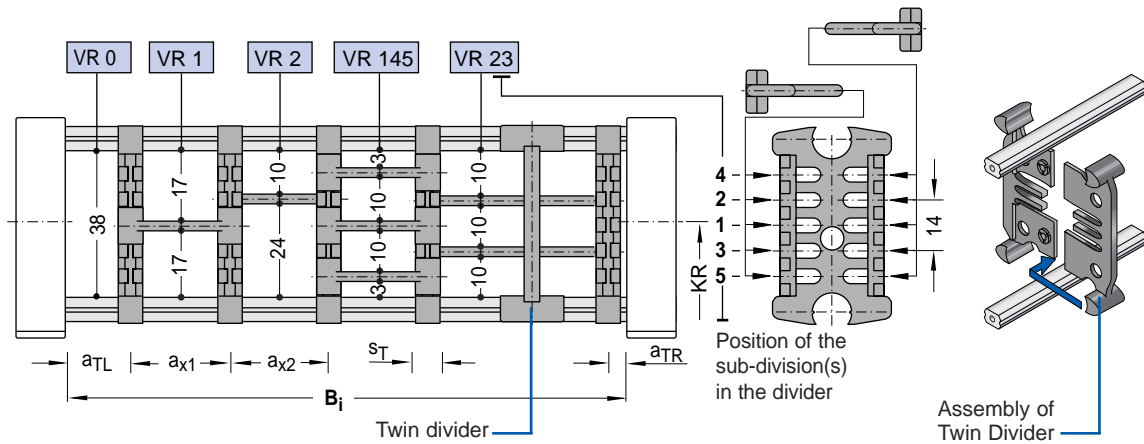 VR 0
VR 1
VR 2
VR 145
VR 23
38
17
17
10
24
3
10
10
3
10
10
10
KR
4
2
1
3
5
14
Position of the
sub-division(s)
in the divider
aTL
ax1
ax2
sT
aTR
Bi
Twin divider
Assembly of
Twin Divider